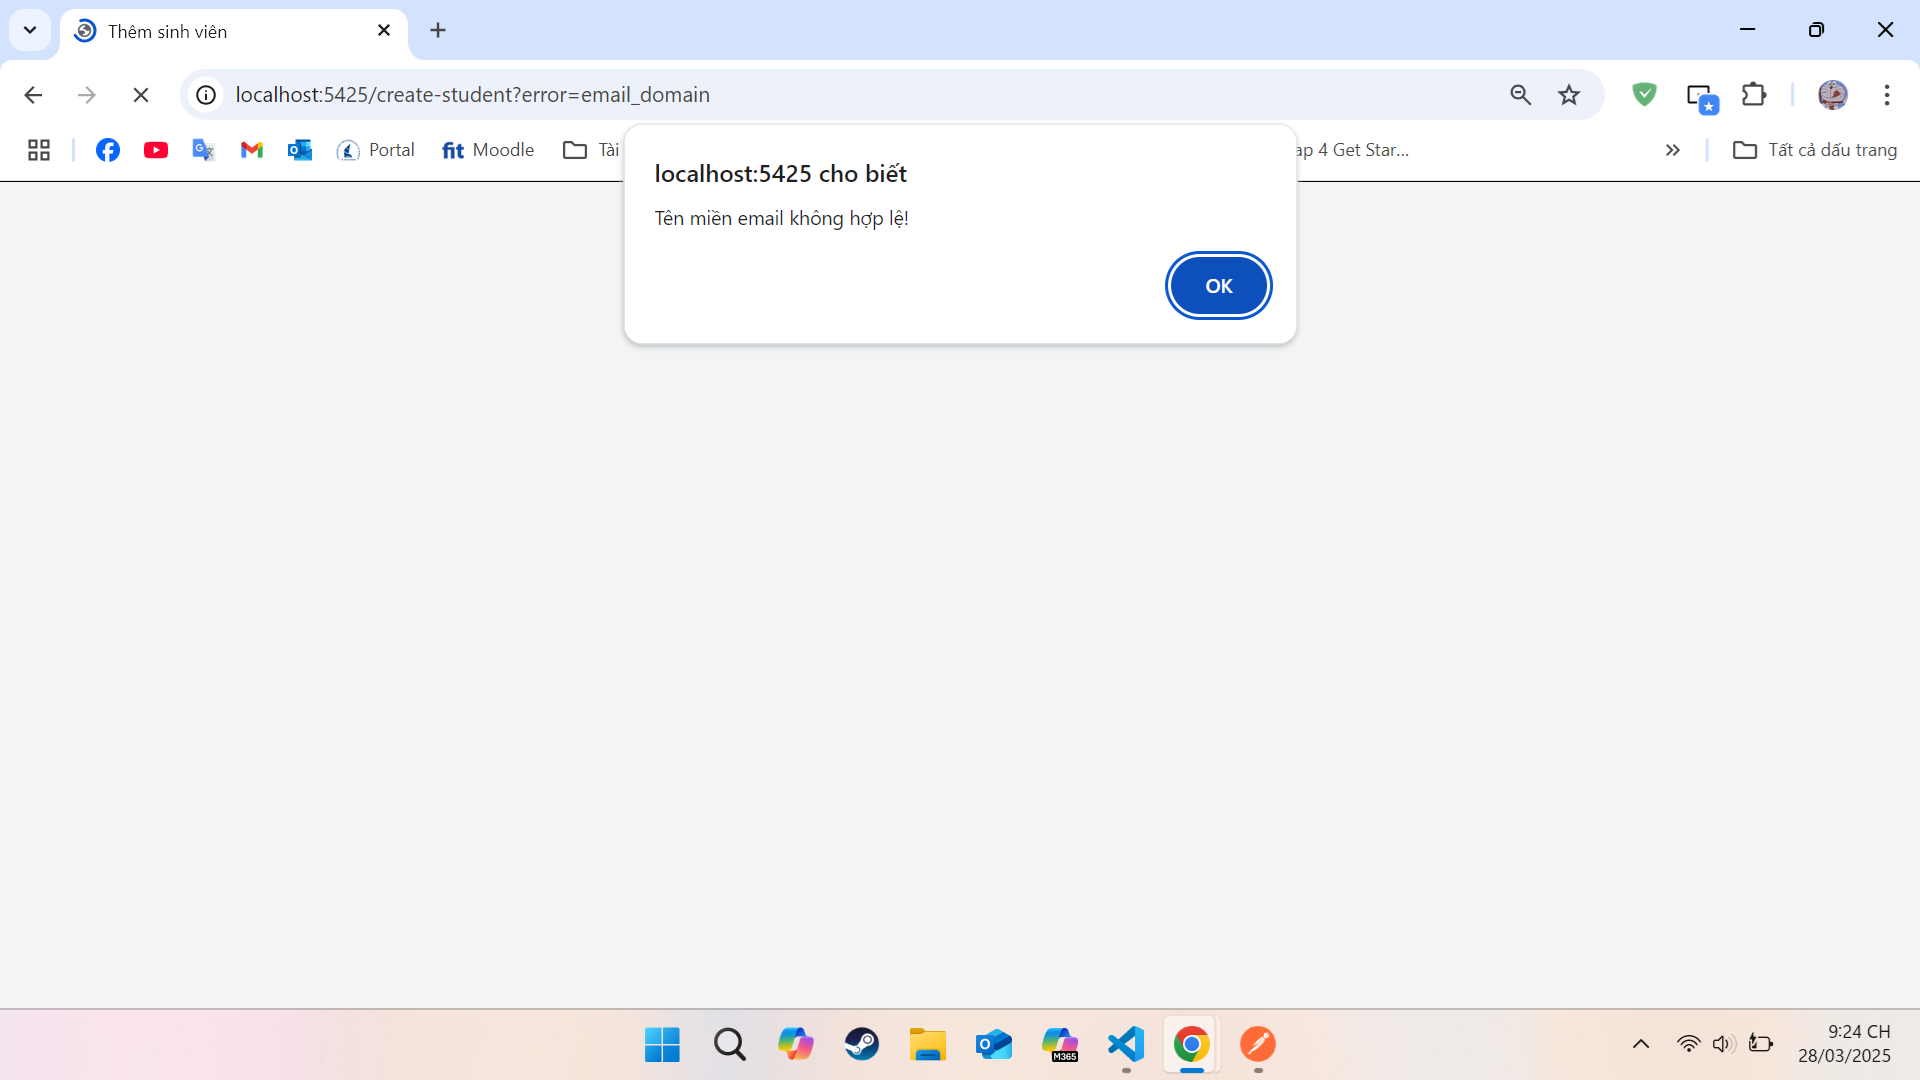 Thêm sinh viên
localhost:5425/create-student?error=email_domain
Portal
fit Moodle
Tài
ap 4 Get Star...
Tất cả dấu trang
localhost:5425 cho biết
Tên miền email không hợp lệ!
OK
M365
9:24 CH
28/03/2025